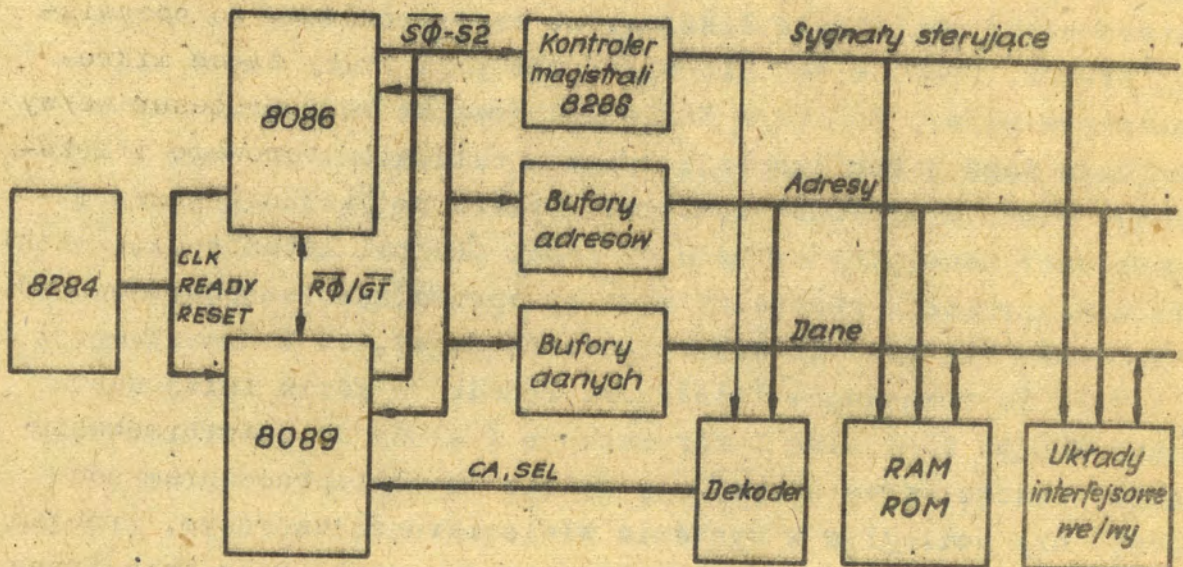 S̅Φ̅-S̅2̅
Kontroler
magistrali
8288
Sygnały sterujące
8086
Adresy
Bufory
adresów
8284
CLK
READY
RESET
R̅Φ̅/G̅T̅
Dane
Bufory
danych
8089
CA, SEL
Dekoder
RAM
ROM
Układy
interfejsowe
we/wy